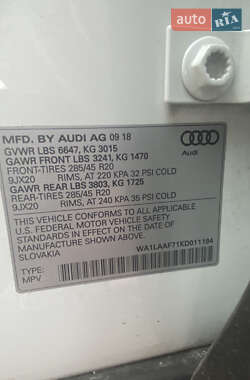 AUTO.RIA.com
MFD. BY AUDI AG 09 18
GVWR LBS 6647, KG 3015
GAWR FRONT LBS 3241, KG 1470
FRONT-TIRES 285/45 R20
9JX20 RIMS, AT 220 KPA 32 PSI COLD
GAWR REAR LBS 3803, KG 1725
REAR-TIRES 285/45 R20
9JX20 RIMS, AT 240 KPA 35 PSI COLD
Audi
THIS VEHICLE CONFORMS TO ALL APPLICABLE
U.S. FEDERAL MOTOR VEHICLE SAFETY
STANDARDS IN EFFECT ON THE DATE OF
MANUFACTURE SHOWN ABOVE.
SLOVAKIA
TYPE: WA1LAAF71KD011104
MPV